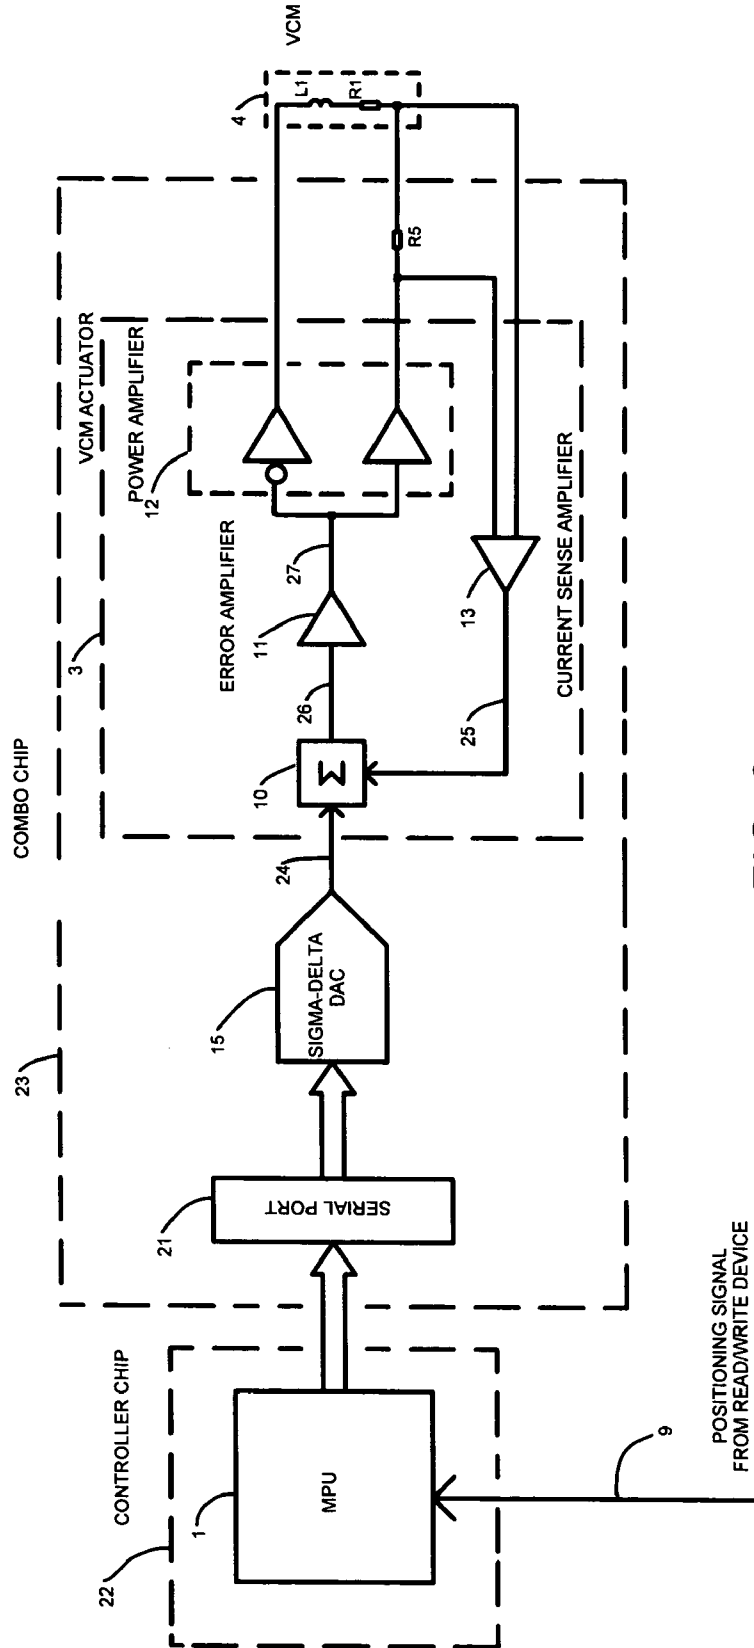 COMBO CHIP
23
CONTROLLER CHIP
22
1
MPU
21
SERIAL PORT
15
SIGMA-DELTA
DAC
24
3
VCM ACTUATOR
10
Σ
26
ERROR AMPLIFIER
11
27
POWER AMPLIFIER
12
13
25
CURRENT SENSE AMPLIFIER
R5
4
L1
R1
VCM
9
POSITIONING SIGNAL
FROM READ/WRITE DEVICE